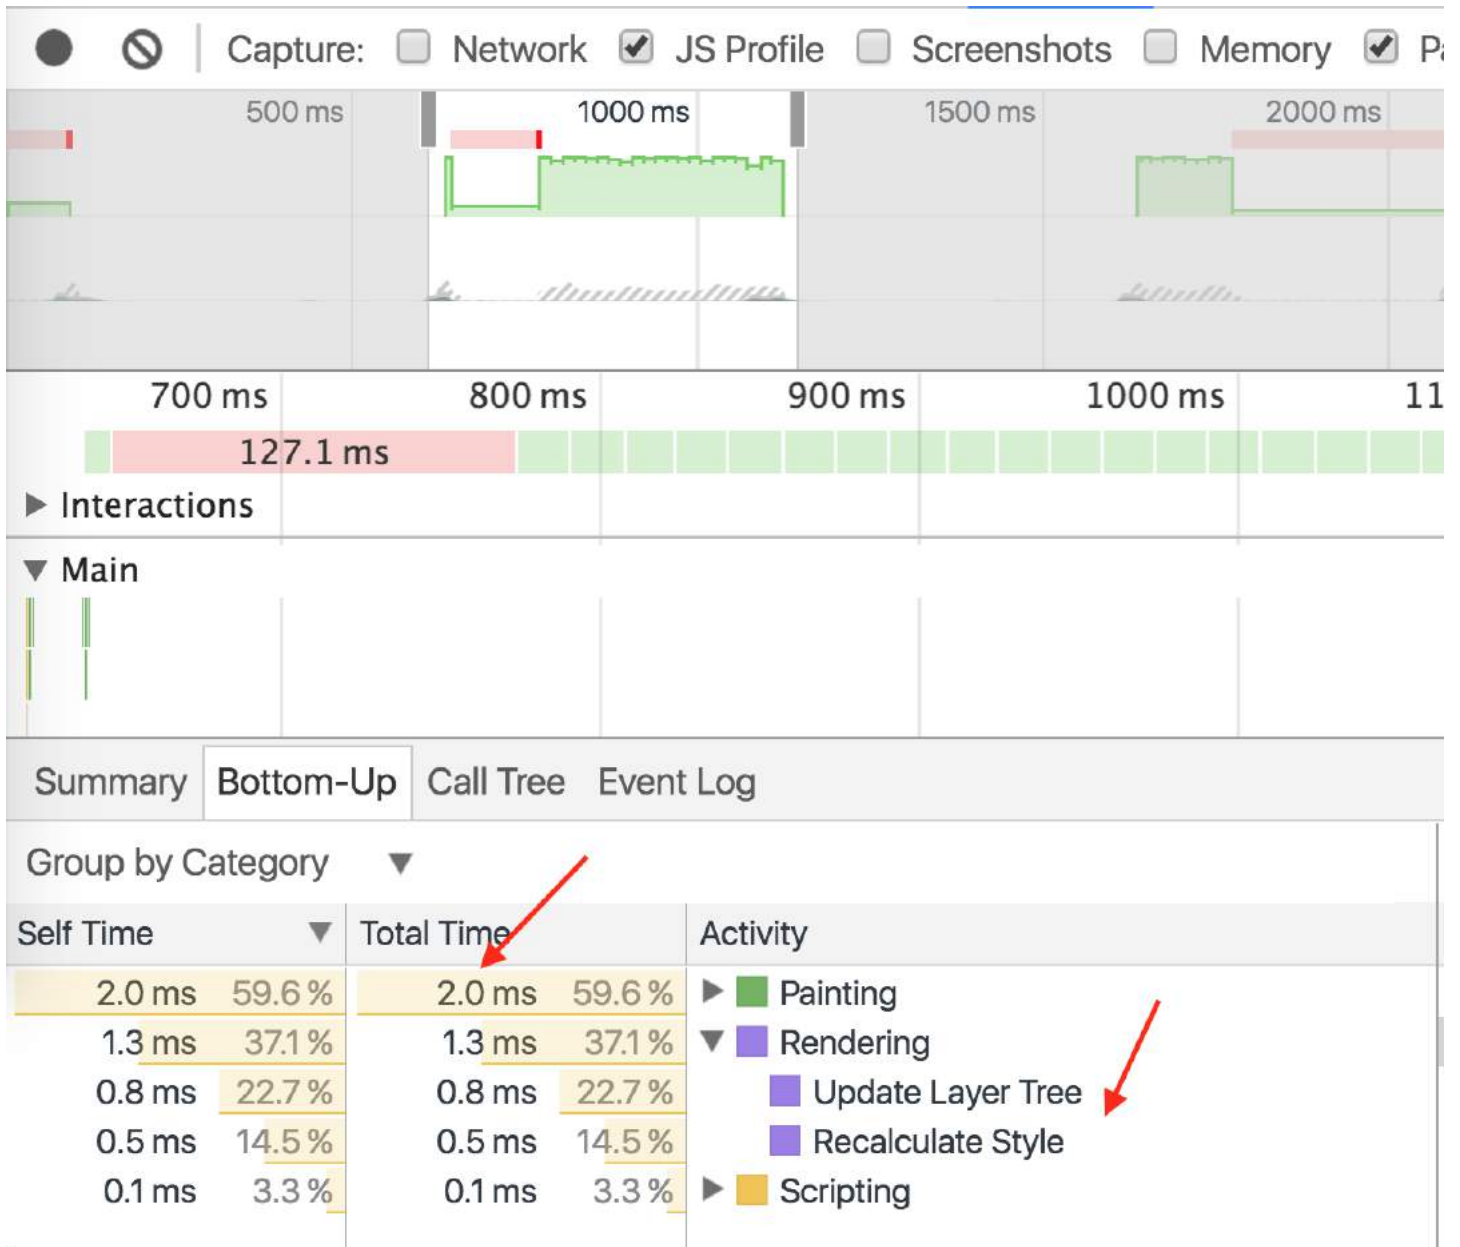 Capture: Network JS Profile Screenshots Memory Pa
500 ms 1000 ms 1500 ms 2000 ms
700 ms 800 ms 900 ms 1000 ms 11
127.1 ms
Interactions
Main
Summary Bottom-Up Call Tree Event Log
Group by Category
Self Time Total Time Activity
2.0 ms 59.6 % 2.0 ms 59.6 % Painting
1.3 ms 37.1 % 1.3 ms 37.1 % Rendering
0.8 ms 22.7 % 0.8 ms 22.7 % Update Layer Tree
0.5 ms 14.5 % 0.5 ms 14.5 % Recalculate Style
0.1 ms 3.3 % 0.1 ms 3.3 % Scripting